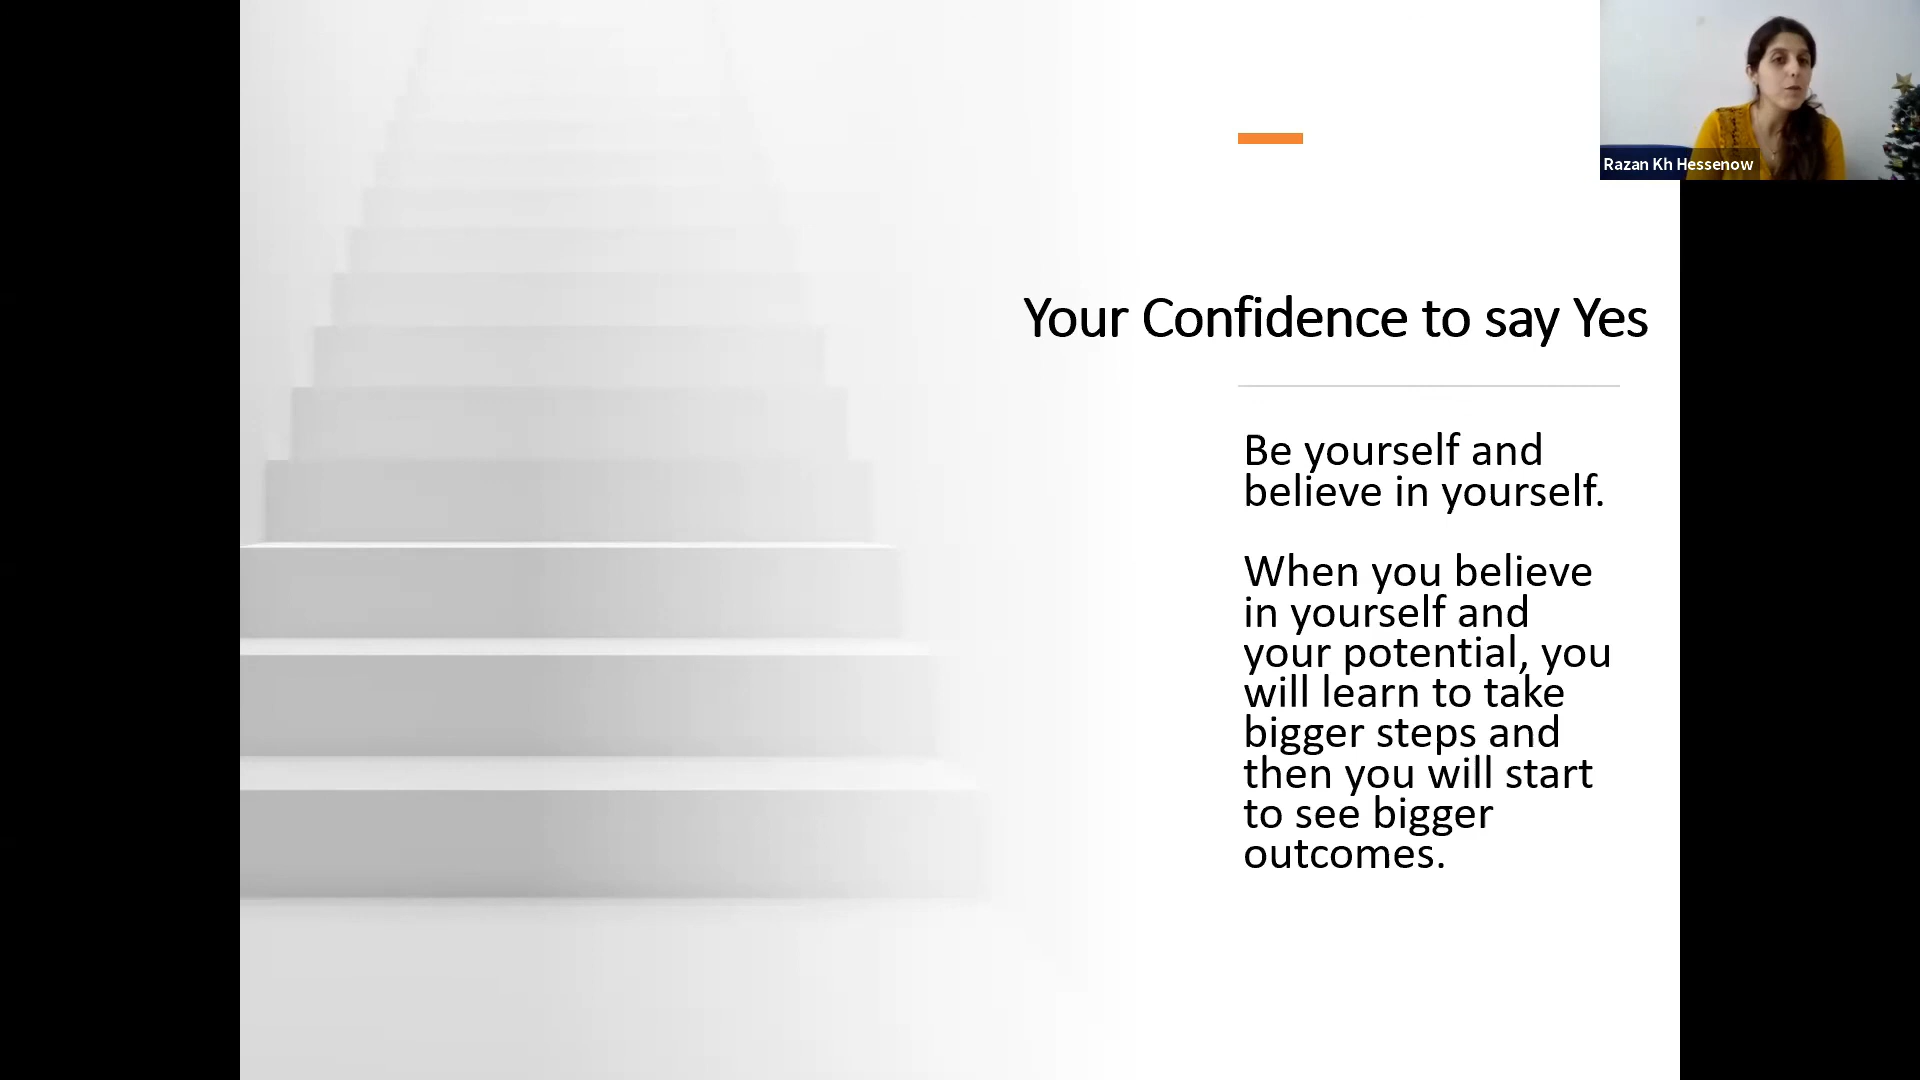 Razan Kh Hessenow
Your Confidence to say Yes
Be yourself and
believe in yourself.
When you believe
in yourself and
your potential, you
will learn to take
bigger steps and
then you will start
to see bigger
outcomes.